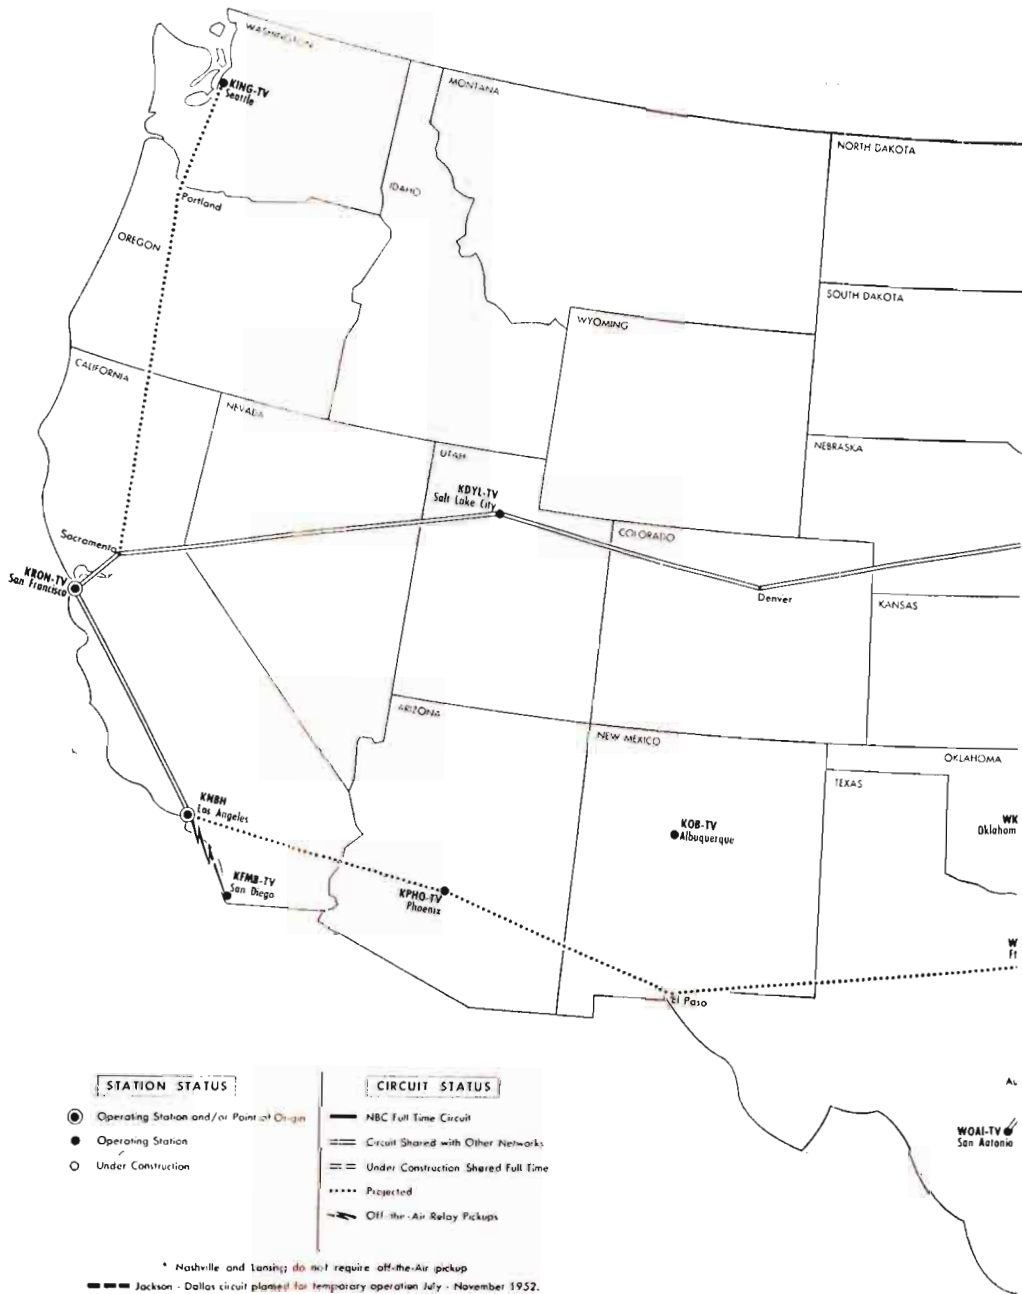 WASHINGTON
KING-TV
Seattle
MONTANA
NORTH DAKOTA
IDAHO
Portland
OREGON
SOUTH DAKOTA
WYOMING
CALIFORNIA
NEVADA
NEBRASKA
UTAH
KDYL-TV
Salt Lake City
COLORADO
Sacramento
KRON-TV
San Francisco
Denver
KANSAS
ARIZONA
NEW MEXICO
OKLAHOMA
TEXAS
KNBH
Los Angeles
KOB-TV
Albuquerque
WK
Oklahom
KFMB-TV
San Diego
KPHO-TV
Phoenix
W
El Paso
STATION STATUS
Operating Station and/or Point of Origin
Operating Station
Under Construction
CIRCUIT STATUS
NBC Full Time Circuit
Circuit Shared with Other Networks
Under Construction Shared Full Time
Projected
Off-the-Air Relay Pickups
WOAI-TV
San Antonio
* Nashville and Lansing; do not require off-the-Air pickup
Jackson - Dallas circuit planned for temporary operation July - November 1952.